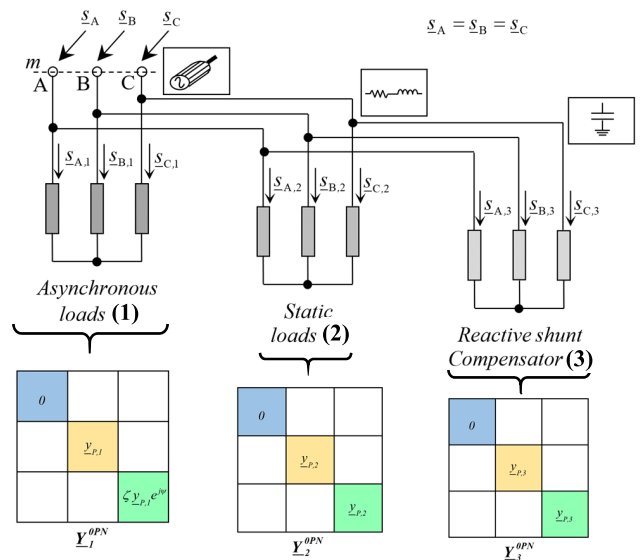 s_A s_B s_C
s_A = s_B = s_C
m
A B C
s_A,1 s_B,1 s_C,1
s_A,2 s_B,2 s_C,2
s_A,3 s_B,3 s_C,3
Asynchronous
loads (1)
Static
loads (2)
Reactive shunt
Compensator (3)
0
y_P,1
ζ y_P,1 e^jψ
Y_1^0PN
0
y_P,2
y_P,2
Y_2^0PN
0
y_P,3
y_P,3
Y_3^0PN